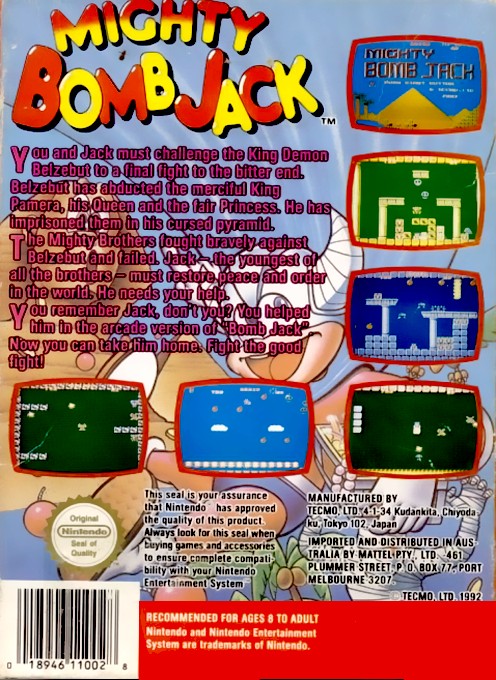 MIGHTY
BOMB JACK™
You and Jack must challenge the King Demon
Belzebut to a final fight to the bitter end.
Belzebut has abducted the merciful King
Pamera, his Queen and the fair Princess. He has
imprisoned them in his cursed pyramid.
The Mighty Brothers fought bravely against
Belzebut and failed. Jack – the youngest of
all the brothers – must restore peace and order
in the world. He needs your help.
You remember Jack, don't you? You helped
him in the arcade version of "Bomb Jack"
Now you can take him home. Fight the good
fight!
MIGHTY
BOMB JACK
Original
Nintendo
Seal of
Quality
This seal is your assurance
that Nintendo has approved
the quality of this product.
Always look for this seal when
buying games and accessories
to ensure complete compati-
bility with your Nintendo
Entertainment System
MANUFACTURED BY
TECMO, LTD. 4-1-34 Kudankita, Chiyoda-
ku, Tokyo 102, Japan
IMPORTED AND DISTRIBUTED IN AUS-
TRALIA BY MATTEL PTY., LTD. 461
PLUMMER STREET, P. O. BOX 77, PORT
MELBOURNE 3207.
© TECMO, LTD. 1992
RECOMMENDED FOR AGES 8 TO ADULT
Nintendo and Nintendo Entertainment
System are trademarks of Nintendo.
0 18946 11002 8